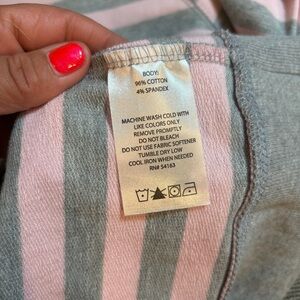 BODY:
96% COTTON
4% SPANDEX
MACHINE WASH COLD WITH
LIKE COLORS ONLY
REMOVE PROMPTLY
DO NOT BLEACH
DO NOT USE FABRIC SOFTENER
TUMBLE DRY LOW
COOL IRON WHEN NEEDED
RN# 54163